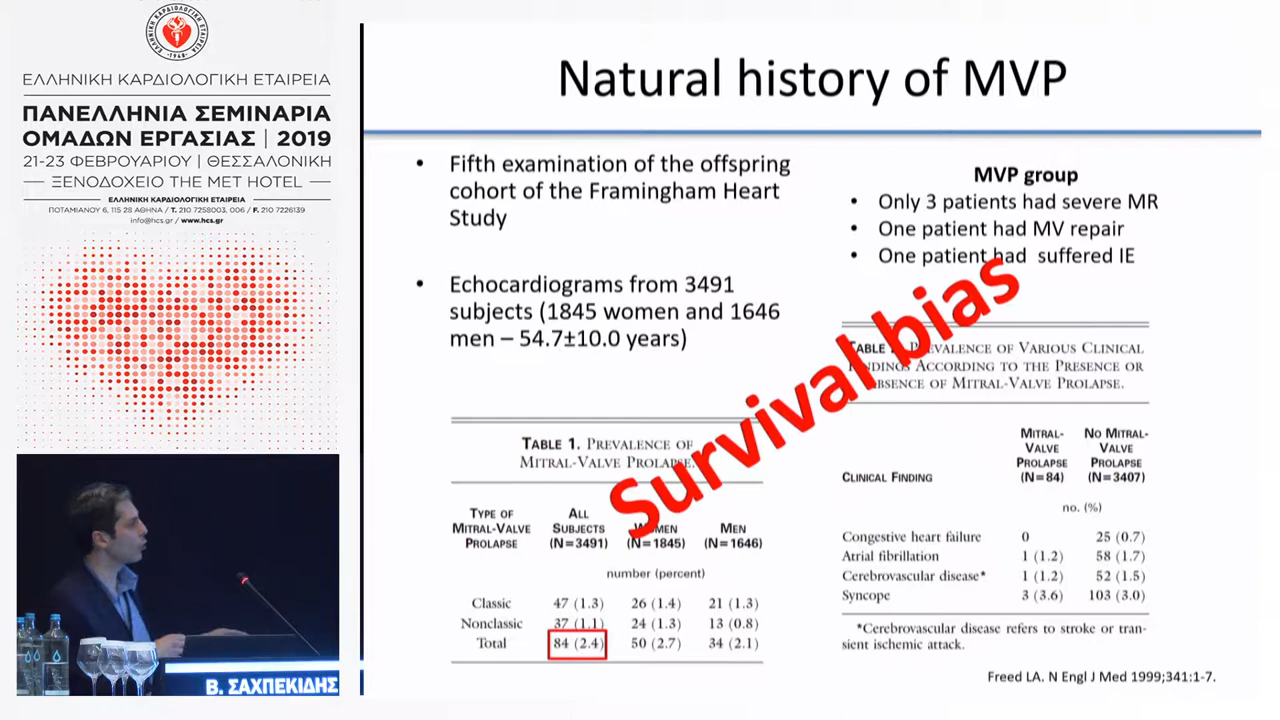 ΕΛΛΗΝΙΚΗ ΚΑΡΔΙΟΛΟΓΙΚΗ ΕΤΑΙΡΕΙΑ
·1948·
ΕΛΛΗΝΙΚΗ ΚΑΡΔΙΟΛΟΓΙΚΗ ΕΤΑΙΡΕΙΑ
ΠΑΝΕΛΛΗΝΙΑ ΣΕΜΙΝΑΡΙΑ
ΟΜΑΔΩΝ ΕΡΓΑΣΙΑΣ | 2019
21-23 ΦΕΒΡΟΥΑΡΙΟΥ | ΘΕΣΣΑΛΟΝΙΚΗ
ΞΕΝΟΔΟΧΕΙΟ THE MET HOTEL
ΕΛΛΗΝΙΚΗ ΚΑΡΔΙΟΛΟΓΙΚΗ ΕΤΑΙΡΕΙΑ
ΠΟΤΑΜΙΑΝΟΥ 6, 115 28 ΑΘΗΝΑ / T. 210 7258003, 006 / F. 210 7226139
info@hcs.gr / www.hcs.gr
Β. ΣΑΧΠΕΚΙΔΗΣ
Natural history of MVP
• Fifth examination of the offspring
cohort of the Framingham Heart
Study
• Echocardiograms from 3491
subjects (1845 women and 1646
men – 54.7±10.0 years)
MVP group
• Only 3 patients had severe MR
• One patient had MV repair
• One patient had suffered IE
Survival bias
TABLE 1. PREVALENCE OF
MITRAL-VALVE PROLAPSE.
TYPE OF MITRAL-VALVE PROLAPSE ALL SUBJECTS (N=3491) WOMEN (N=1845) MEN (N=1646)
number (percent)
Classic 47 (1.3) 26 (1.4) 21 (1.3)
Nonclassic 37 (1.1) 24 (1.3) 13 (0.8)
Total 84 (2.4) 50 (2.7) 34 (2.1)
TABLE PREVALENCE OF VARIOUS CLINICAL
FINDINGS ACCORDING TO THE PRESENCE OR
ABSENCE OF MITRAL-VALVE PROLAPSE.
CLINICAL FINDING MITRAL-VALVE PROLAPSE (N=84) NO MITRAL-VALVE PROLAPSE (N=3407)
no. (%)
Congestive heart failure 0 25 (0.7)
Atrial fibrillation 1 (1.2) 58 (1.7)
Cerebrovascular disease* 1 (1.2) 52 (1.5)
Syncope 3 (3.6) 103 (3.0)
*Cerebrovascular disease refers to stroke or tran-
sient ischemic attack.
Freed LA. N Engl J Med 1999;341:1-7.